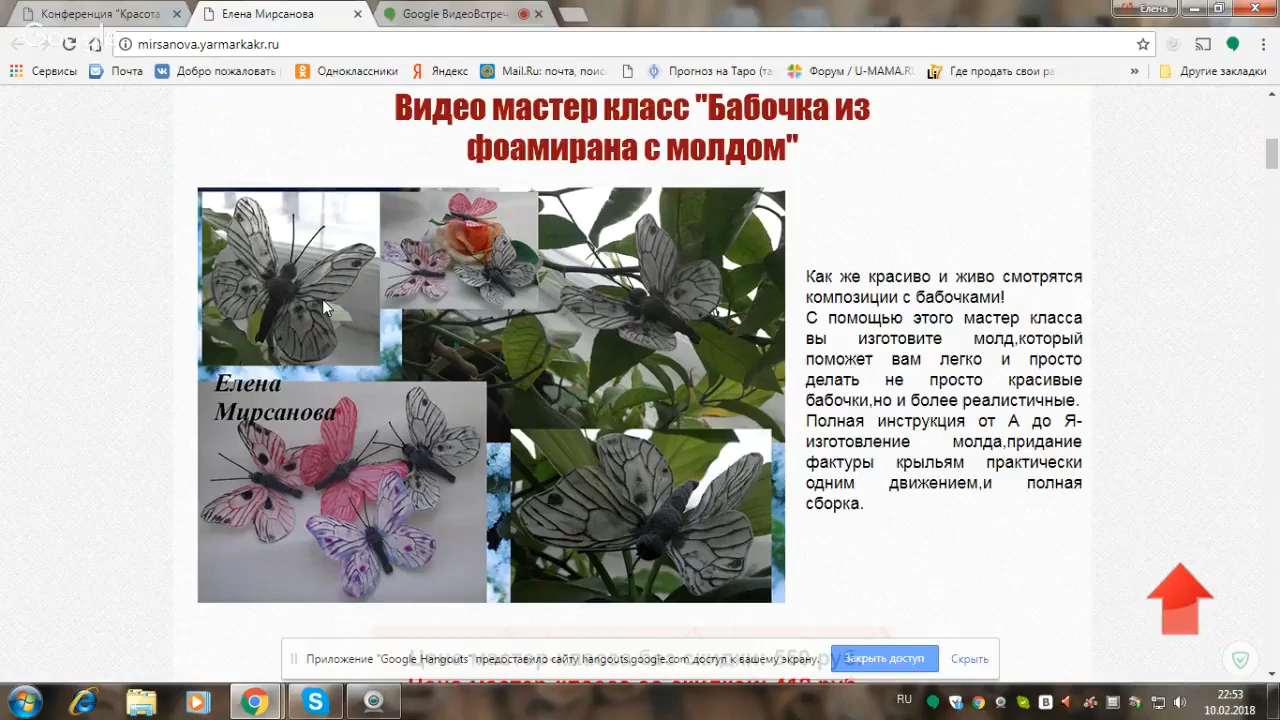 Конференция "Красота
Елена Мирсанова
Google ВидеоВстреч
Елена
mirsanova.yarmarkakr.ru
Сервисы
Почта
Добро пожаловать
Одноклассники
Яндекс
Mail.Ru: почта, поис
Прогноз на Таро (та
Форум / U-MAMA.RU
Где продать свои ра
»
Другие закладки
Видео мастер класс "Бабочка из
фоамирана с молдом"
Елена
Мирсанова
Как же красиво и живо смотрятся
композиции с бабочками!
С помощью этого мастер класса
вы изготовите молд,который
поможет вам легко и просто
делать не просто красивые
бабочки,но и более реалистичные.
Полная инструкция от А до Я-
изготовление молда,придание
фактуры крыльям практически
одним движением,и полная
сборка.
Приложение "Google Hangouts" предоставило сайту hangouts.google.com доступ к вашему экрану.
Закрыть доступ
Скрыть
RU
22:53
10.02.2018